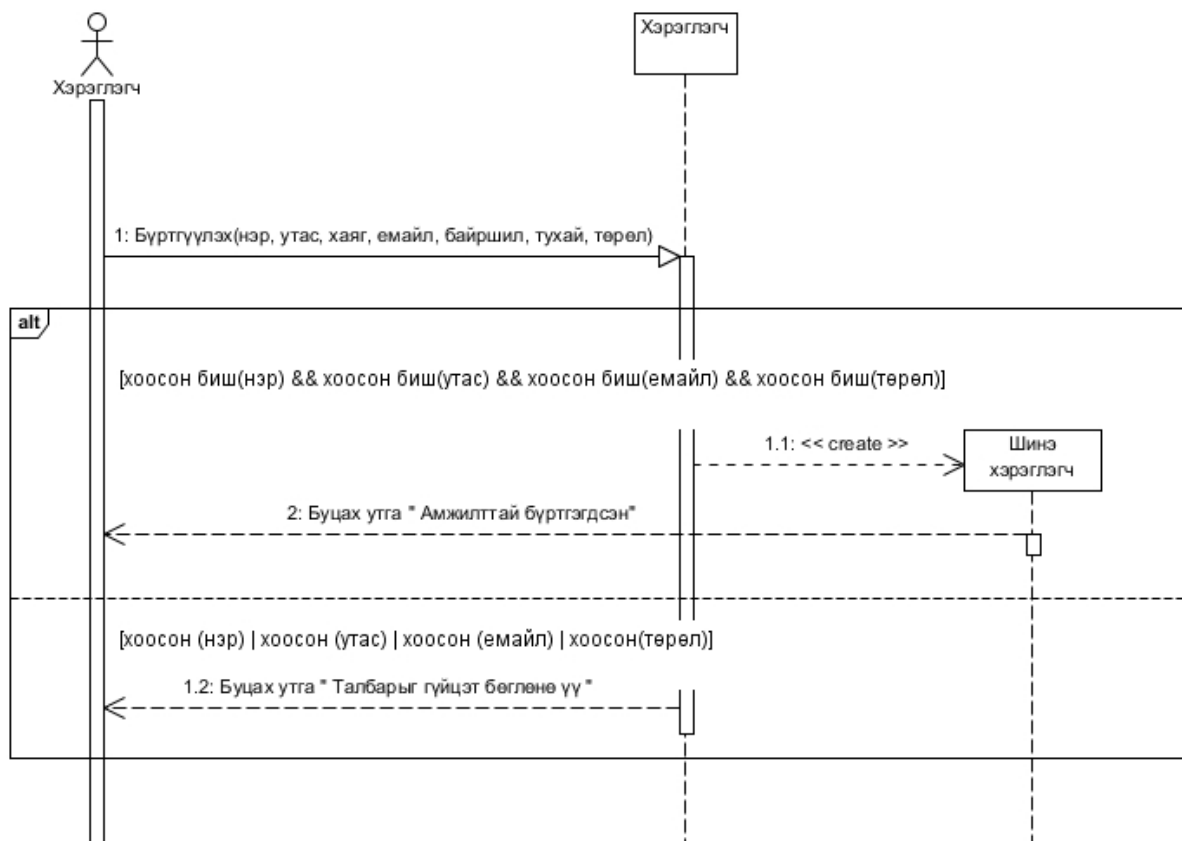 Хэрэглэгч
Хэрэглэгч
1: Бүртгүүлэх(нэр, утас, хаяг, емайл, байршил, тухай, төрөл)
alt
[хоосон биш(нэр) && хоосон биш(утас) && хоосон биш(емайл) && хоосон биш(төрөл)]
1.1: << create >>
Шинэ
хэрэглэгч
2: Буцах утга " Амжилттай бүртгэгдсэн"
[хоосон (нэр) | хоосон (утас) | хоосон (емайл) | хоосон(төрөл)]
1.2: Буцах утга " Талбарыг гүйцэт бөглөнө үү "